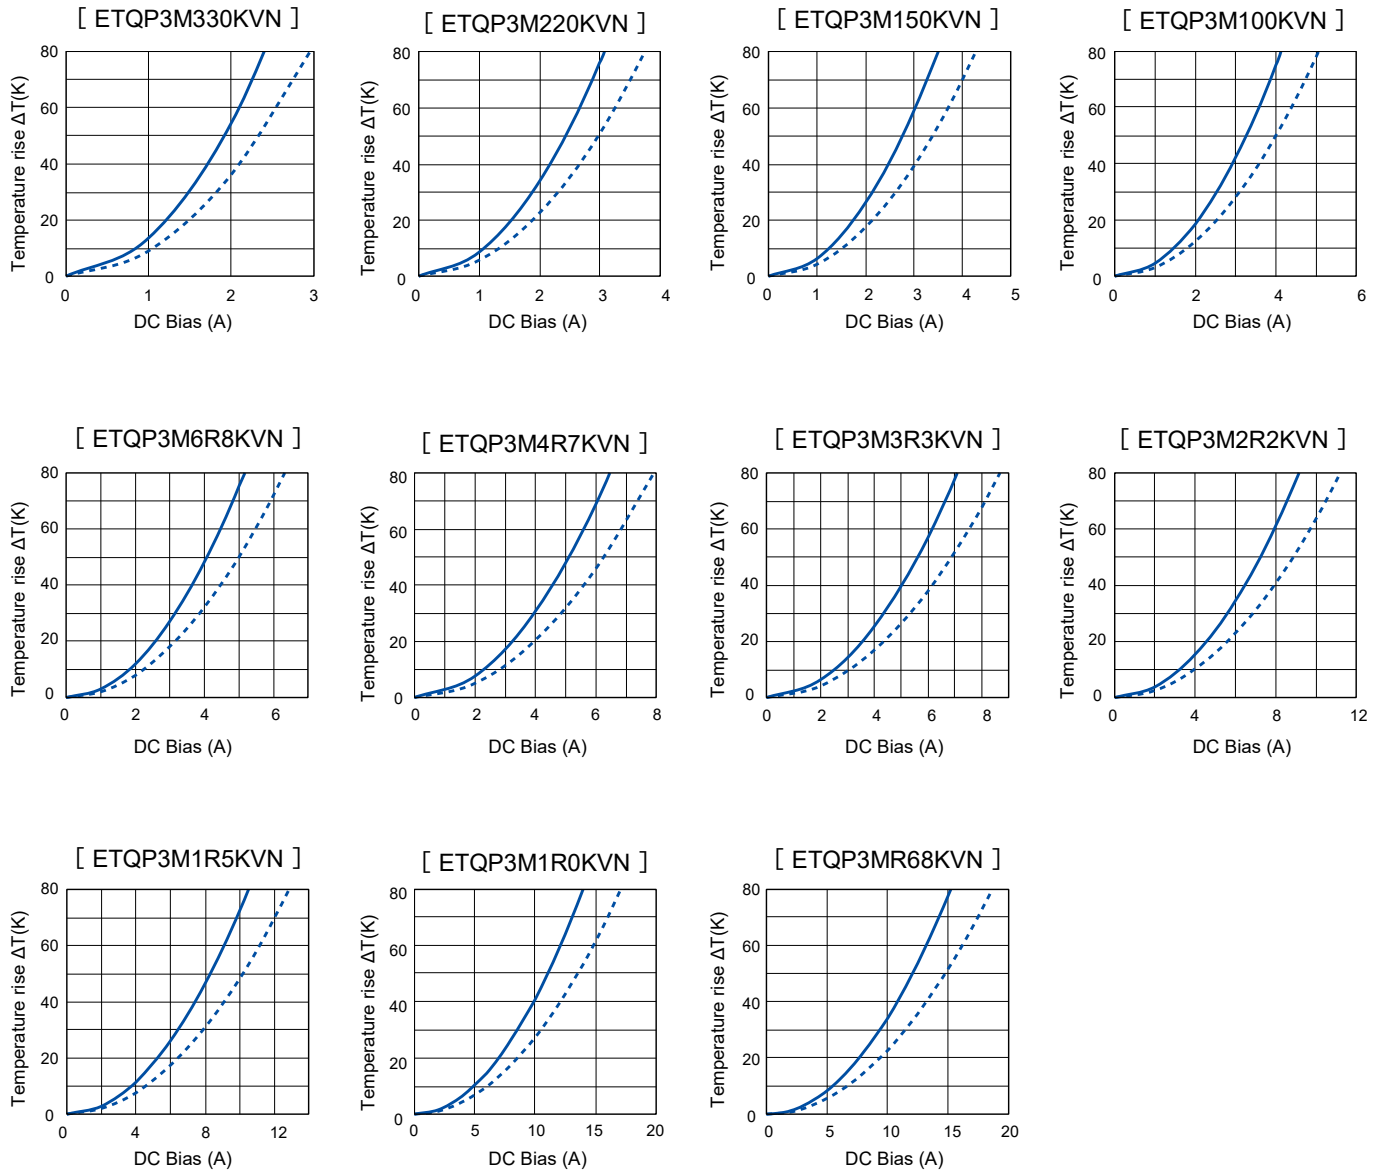 [ ETQP3M330KVN ]
Temperature rise ΔT(K)
80
60
40
20
0
0 1 2 3
DC Bias (A)
[ ETQP3M220KVN ]
Temperature rise ΔT(K)
80
60
40
20
0
0 1 2 3 4
DC Bias (A)
[ ETQP3M150KVN ]
Temperature rise ΔT(K)
80
60
40
20
0
0 1 2 3 4 5
DC Bias (A)
[ ETQP3M100KVN ]
Temperature rise ΔT(K)
80
60
40
20
0
0 2 4 6
DC Bias (A)
[ ETQP3M6R8KVN ]
Temperature rise ΔT(K)
80
60
40
20
0
0 2 4 6
DC Bias (A)
[ ETQP3M4R7KVN ]
Temperature rise ΔT(K)
80
60
40
20
0
0 2 4 6 8
DC Bias (A)
[ ETQP3M3R3KVN ]
Temperature rise ΔT(K)
80
60
40
20
0
0 2 4 6 8
DC Bias (A)
[ ETQP3M2R2KVN ]
Temperature rise ΔT(K)
80
60
40
20
0
0 4 8 12
DC Bias (A)
[ ETQP3M1R5KVN ]
Temperature rise ΔT(K)
80
60
40
20
0
0 4 8 12
DC Bias (A)
[ ETQP3M1R0KVN ]
Temperature rise ΔT(K)
80
60
40
20
0
0 5 10 15 20
DC Bias (A)
[ ETQP3MR68KVN ]
Temperature rise ΔT(K)
80
60
40
20
0
0 5 10 15 20
DC Bias (A)